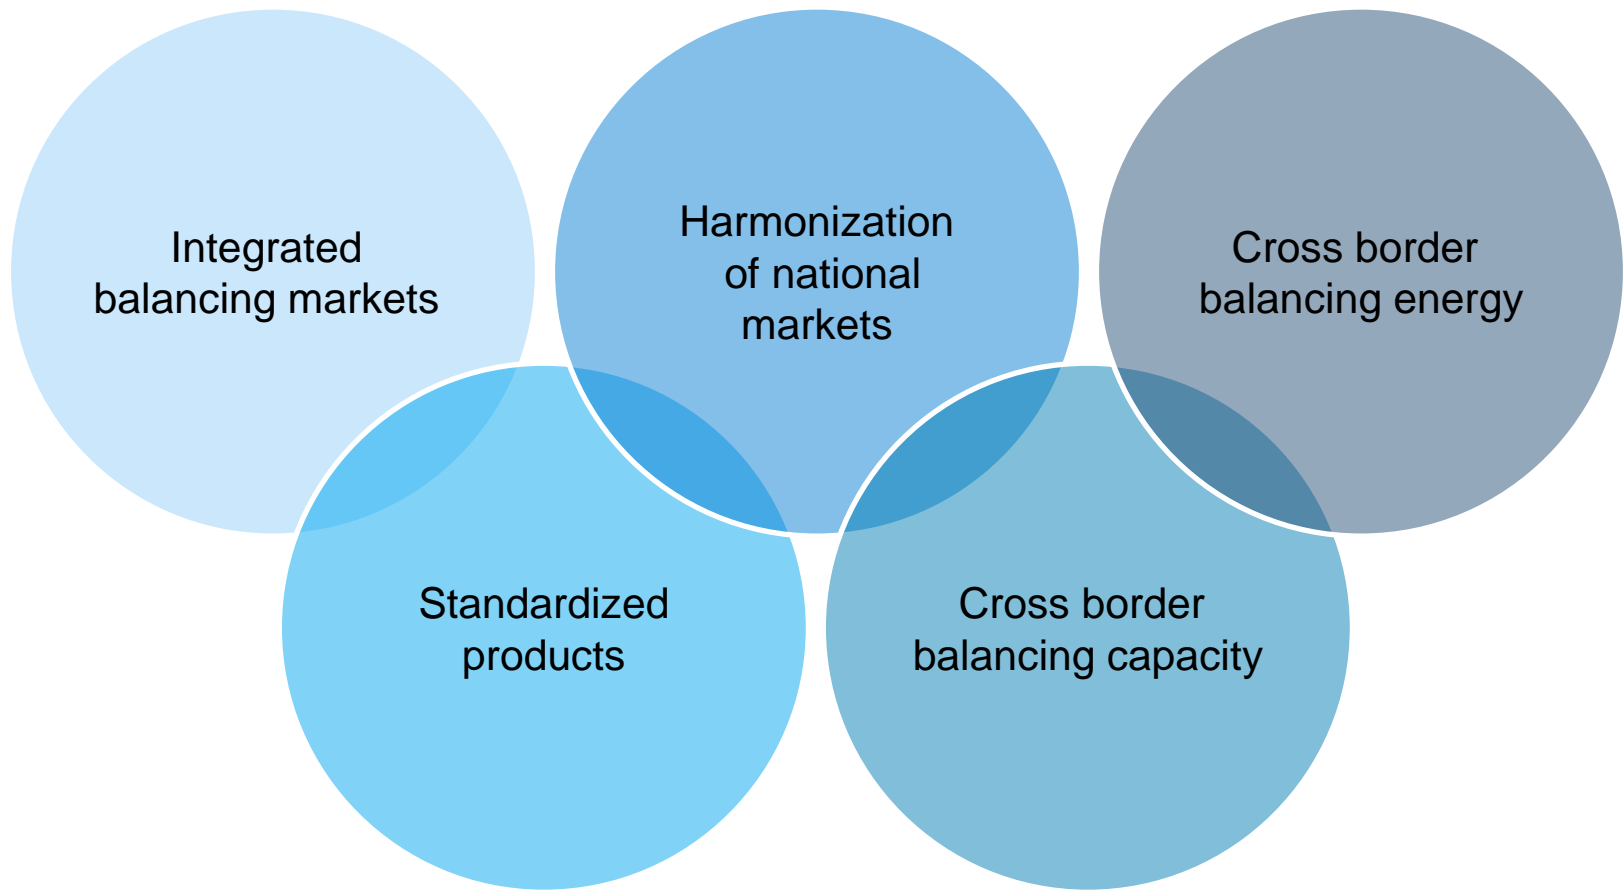 Integrated
balancing markets
Harmonization
of national
markets
Cross border
balancing energy
Standardized
products
Cross border
balancing capacity